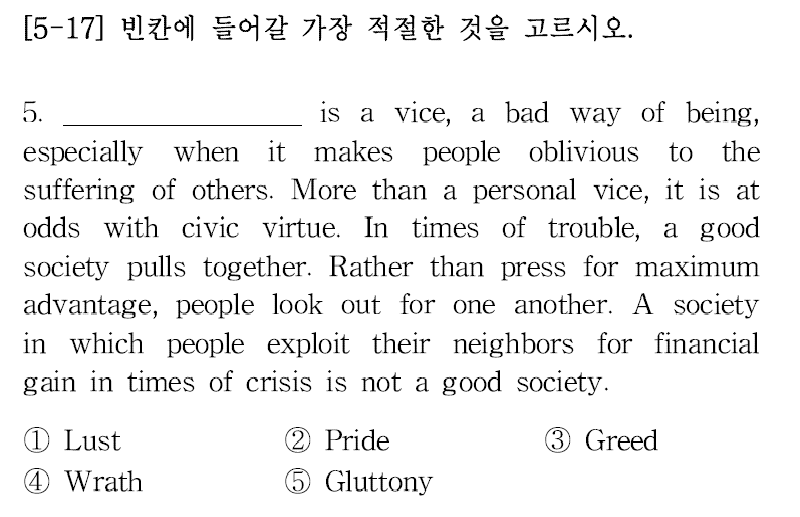 [5-17] 빈칸에 들어갈 가장 적절한 것을 고르시오.
5. ________________ is a vice, a bad way of being,
especially when it makes people oblivious to the
suffering of others. More than a personal vice, it is at
odds with civic virtue. In times of trouble, a good
society pulls together. Rather than press for maximum
advantage, people look out for one another. A society
in which people exploit their neighbors for financial
gain in times of crisis is not a good society.
① Lust ② Pride ③ Greed
④ Wrath ⑤ Gluttony